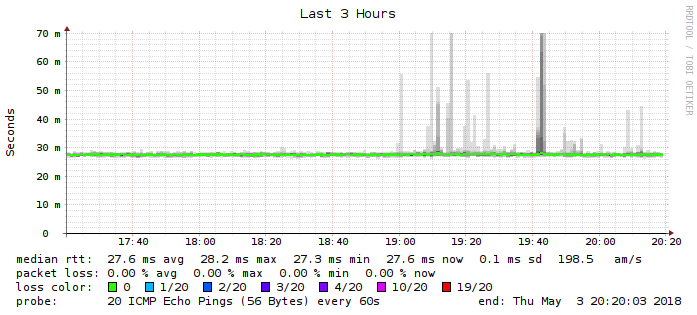 Last 3 Hours
RRDTOOL / TOBI OETIKER
Seconds
70 m
60 m
50 m
40 m
30 m
20 m
10 m
0
17:40 18:00 18:20 18:40 19:00 19:20 19:40 20:00 20:20
median rtt: 27.6 ms avg 28.2 ms max 27.3 ms min 27.6 ms now 0.1 ms sd 198.5 am/s
packet loss: 0.00 % avg 0.00 % max 0.00 % min 0.00 % now
loss color: 0 1/20 2/20 3/20 4/20 10/20 19/20
probe: 20 ICMP Echo Pings (56 Bytes) every 60s end: Thu May 3 20:20:03 2018